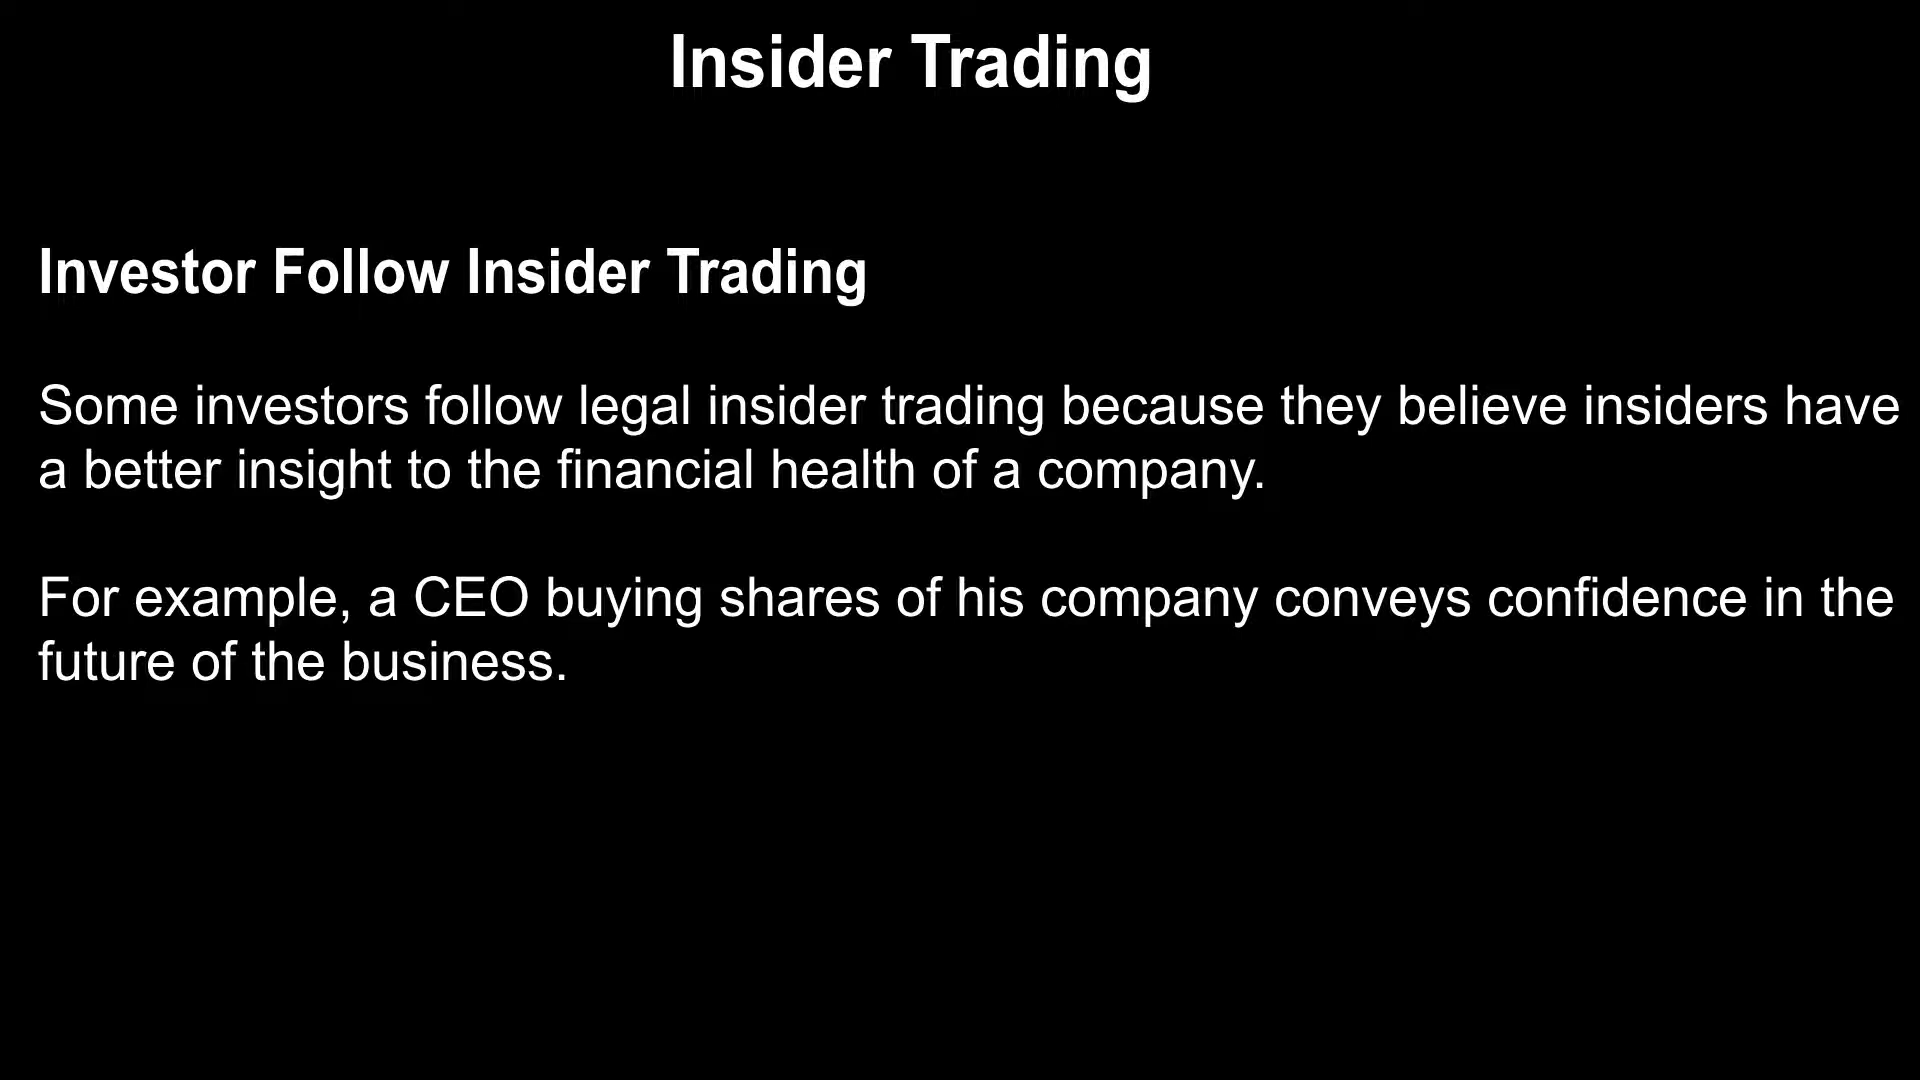 Insider Trading
Investor Follow Insider Trading
Some investors follow legal insider trading because they believe insiders have
a better insight to the financial health of a company.
For example, a CEO buying shares of his company conveys confidence in the
future of the business.